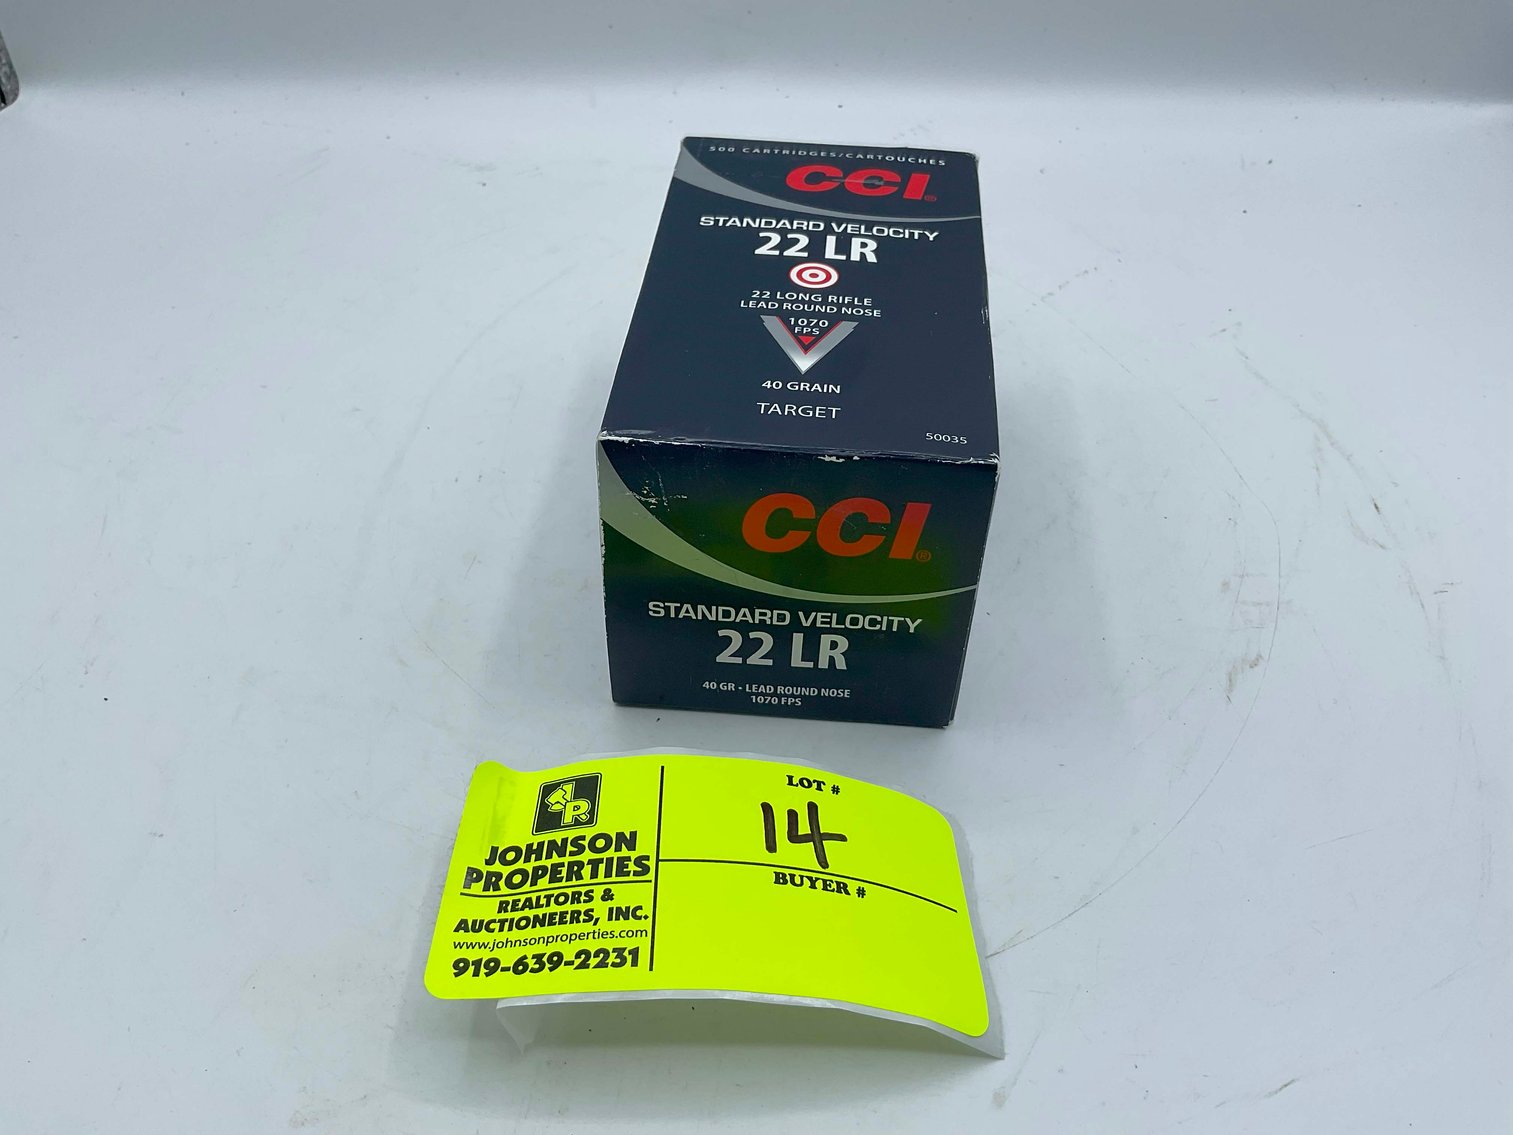 500 CARTRIDGES/CARTOUCHES
CCI®
STANDARD VELOCITY
22 LR
22 LONG RIFLE
LEAD ROUND NOSE
1070
FPS
40 GRAIN
TARGET
50035
CCI®
STANDARD VELOCITY
22 LR
40 GR - LEAD ROUND NOSE
1070 FPS
JOHNSON
PROPERTIES
REALTORS &
AUCTIONEERS, INC.
www.johnsonproperties.com
919-639-2231
LOT #
14
BUYER #